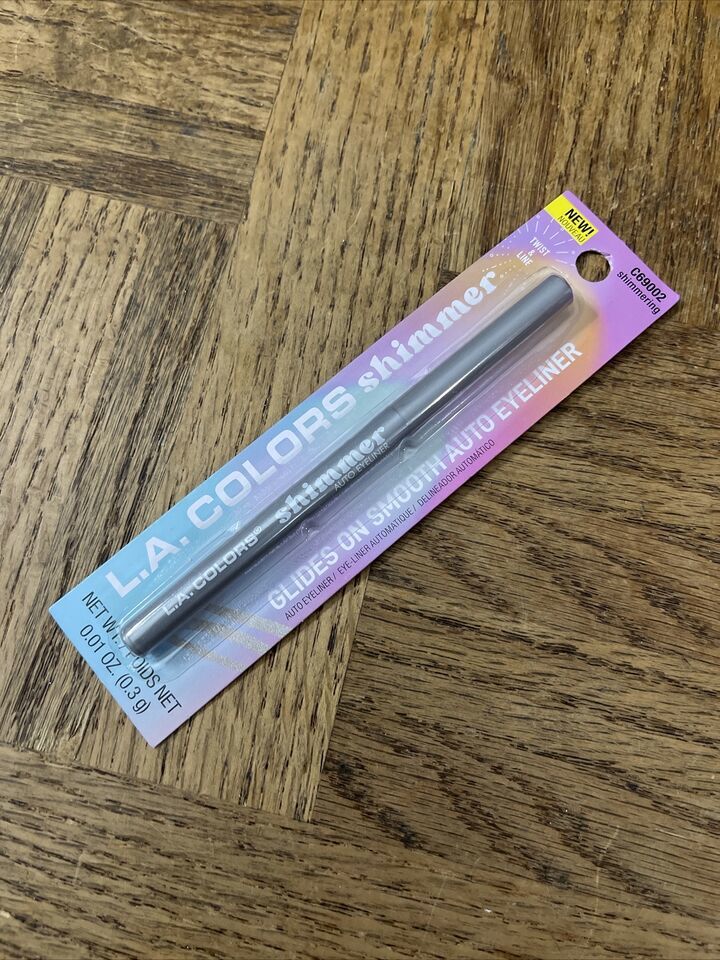 NEW!
NOUVEAU
TWIST
&
LINE
C69002
shimmering
L.A. COLORS shimmer
L.A. COLORS® shimmer
AUTO EYELINER
GLIDES ON SMOOTH AUTO EYELINER
AUTO EYELINER / EYE-LINER AUTOMATIQUE / DELINEADOR AUTOMATICO
NET WT./POIDS NET
0.01 OZ. (0.3 g)